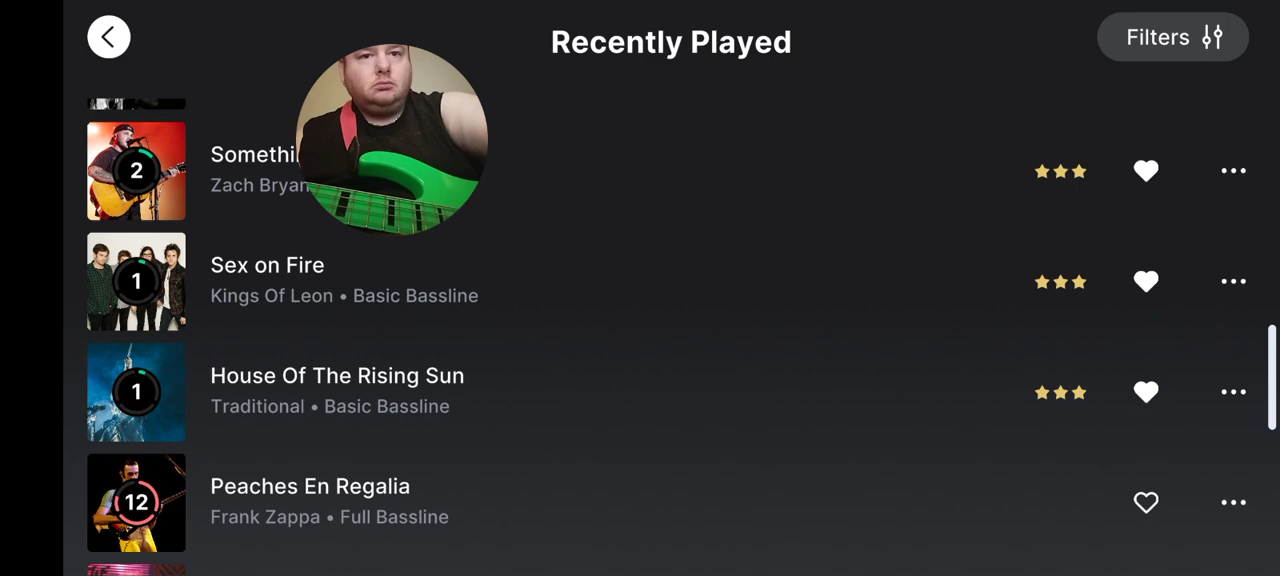 Recently Played
Filters
2
Zach Bryan
1
Sex on Fire
Kings Of Leon • Basic Bassline
1
House Of The Rising Sun
Traditional • Basic Bassline
12
Peaches En Regalia
Frank Zappa • Full Bassline